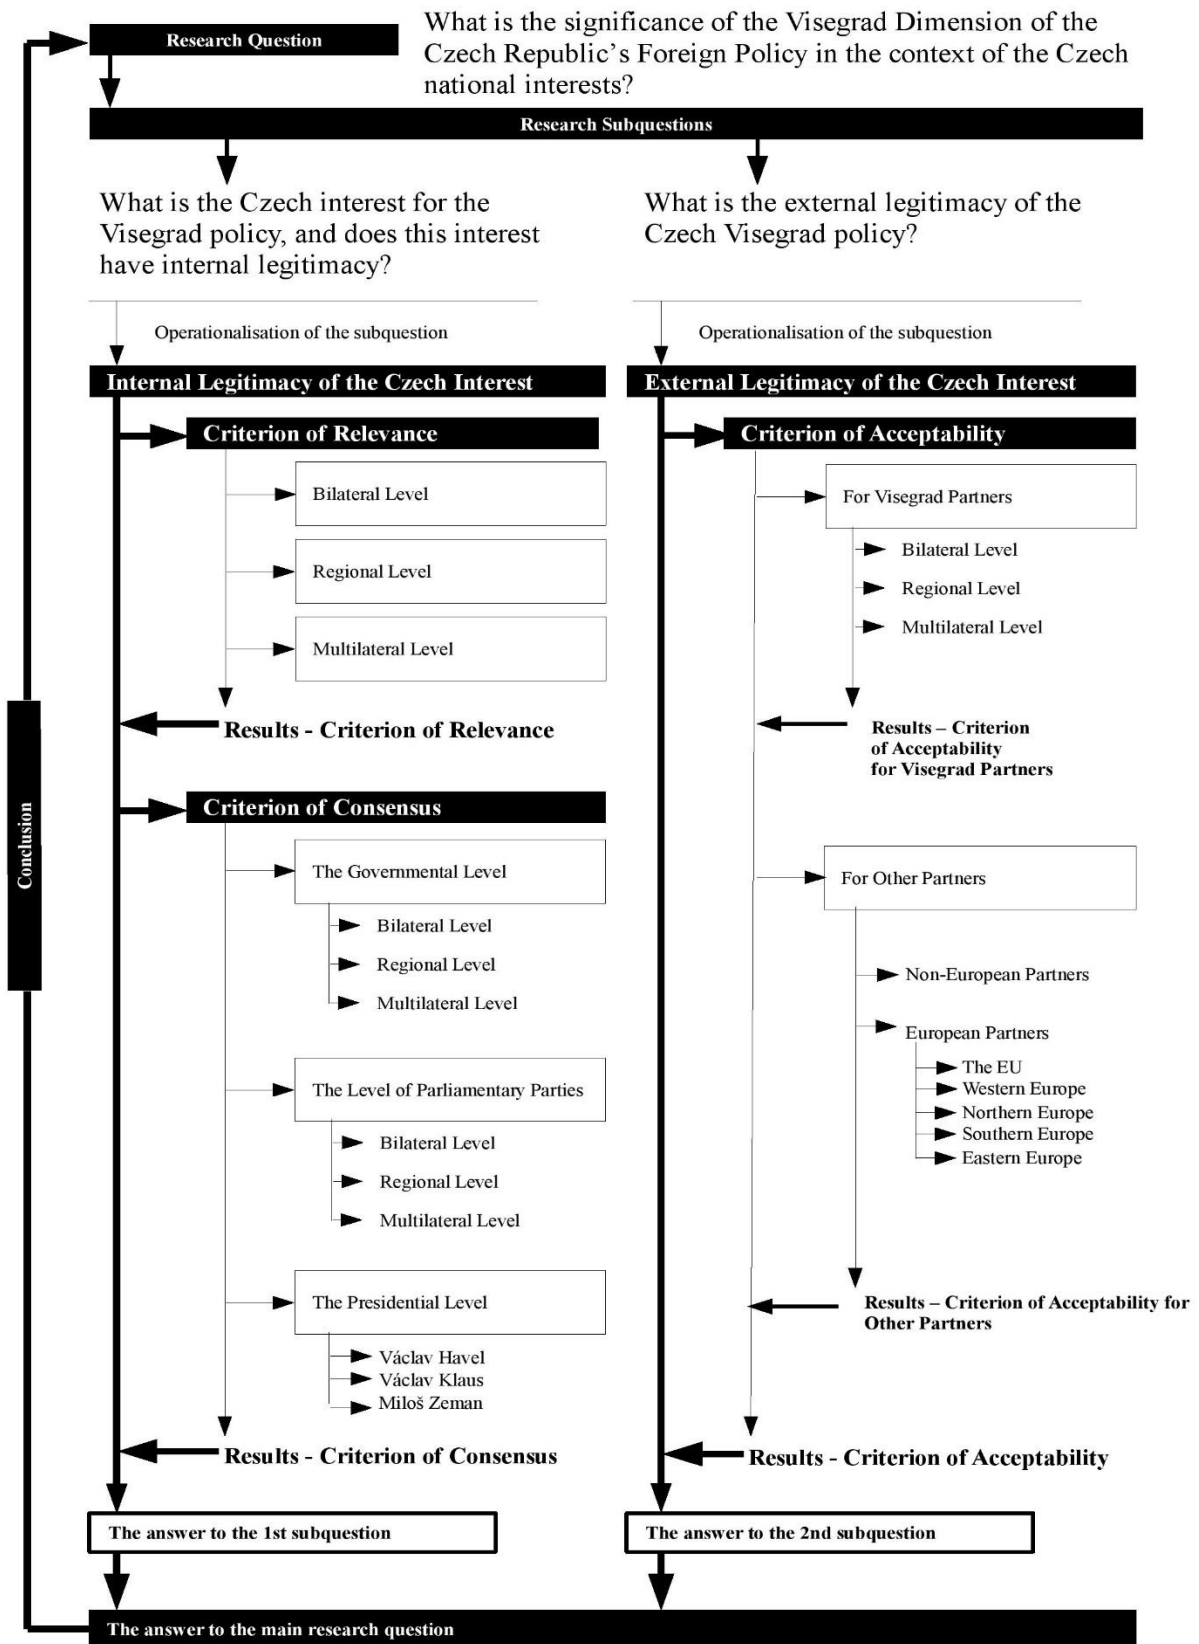 Research Question
What is the significance of the Visegrad Dimension of the
Czech Republic's Foreign Policy in the context of the Czech
national interests?
Research Subquestions
What is the Czech interest for the
Visegrad policy, and does this interest
have internal legitimacy?
What is the external legitimacy of the
Czech Visegrad policy?
Operationalisation of the subquestion
Operationalisation of the subquestion
Internal Legitimacy of the Czech Interest
Criterion of Relevance
Bilateral Level
Regional Level
Multilateral Level
Results - Criterion of Relevance
Criterion of Consensus
The Governmental Level
Bilateral Level
Regional Level
Multilateral Level
The Level of Parliamentary Parties
Bilateral Level
Regional Level
Multilateral Level
The Presidential Level
Václav Havel
Václav Klaus
Miloš Zeman
Results - Criterion of Consensus
The answer to the 1st subquestion
External Legitimacy of the Czech Interest
Criterion of Acceptability
For Visegrad Partners
Bilateral Level
Regional Level
Multilateral Level
Results – Criterion
of Acceptability
for Visegrad Partners
For Other Partners
Non-European Partners
European Partners
The EU
Western Europe
Northern Europe
Southern Europe
Eastern Europe
Results – Criterion of Acceptability for
Other Partners
Results - Criterion of Acceptability
The answer to the 2nd subquestion
The answer to the main research question
Conclusion